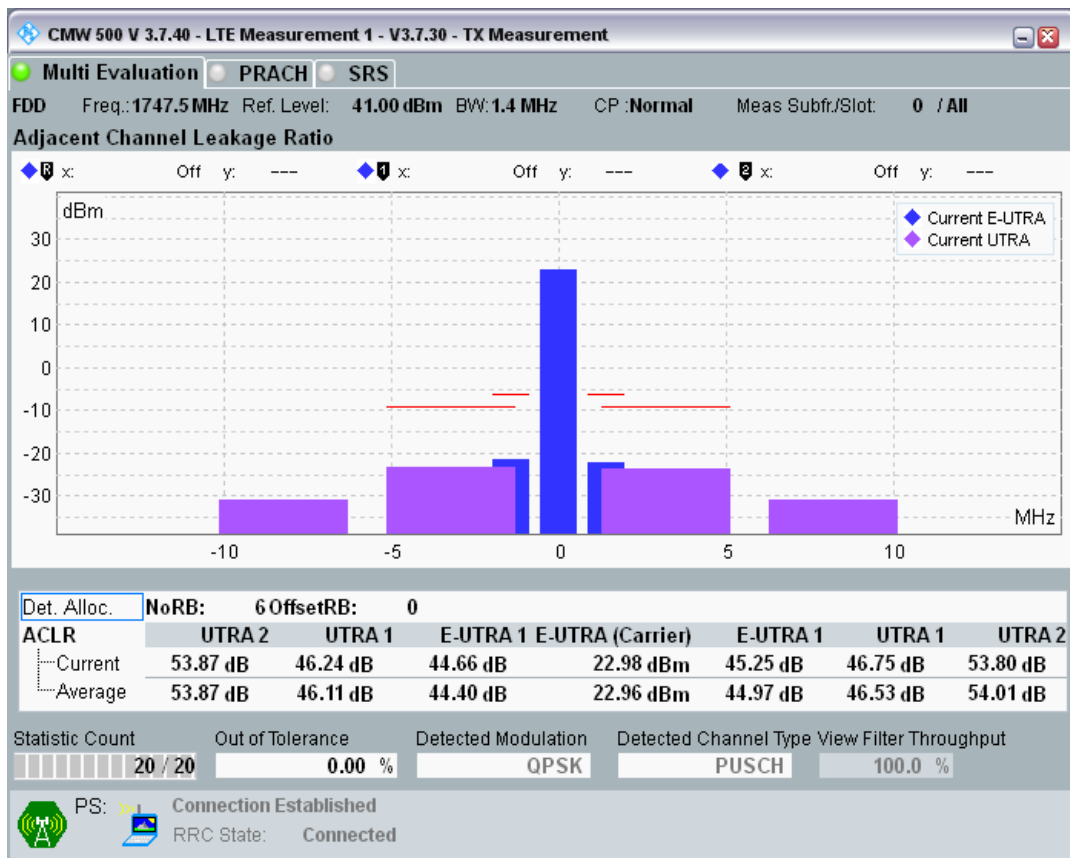 CMW 500 V 3.7.40 - LTE Measurement 1 - V3.7.30 - TX Measurement
Multi Evaluation PRACH SRS
FDD Freq.: 1747.5 MHz Ref. Level: 41.00 dBm BW: 1.4 MHz CP :Normal Meas Subfr./Slot: 0 / All
Adjacent Channel Leakage Ratio
R x: Off y: --- 1 x: Off y: --- 2 x: Off y: ---
dBm
Current E-UTRA
Current UTRA
30
20
10
0
-10
-20
-30
MHz
-10 -5 0 5 10
Det. Alloc. NoRB: 6 OffsetRB: 0
ACLR UTRA 2 UTRA 1 E-UTRA 1 E-UTRA (Carrier) E-UTRA 1 UTRA 1 UTRA 2
Current 53.87 dB 46.24 dB 44.66 dB 22.98 dBm 45.25 dB 46.75 dB 53.80 dB
Average 53.87 dB 46.11 dB 44.40 dB 22.96 dBm 44.97 dB 46.53 dB 54.01 dB
Statistic Count Out of Tolerance Detected Modulation Detected Channel Type View Filter Throughput
20 / 20 0.00 % QPSK PUSCH 100.0 %
PS: Connection Established
RRC State: Connected